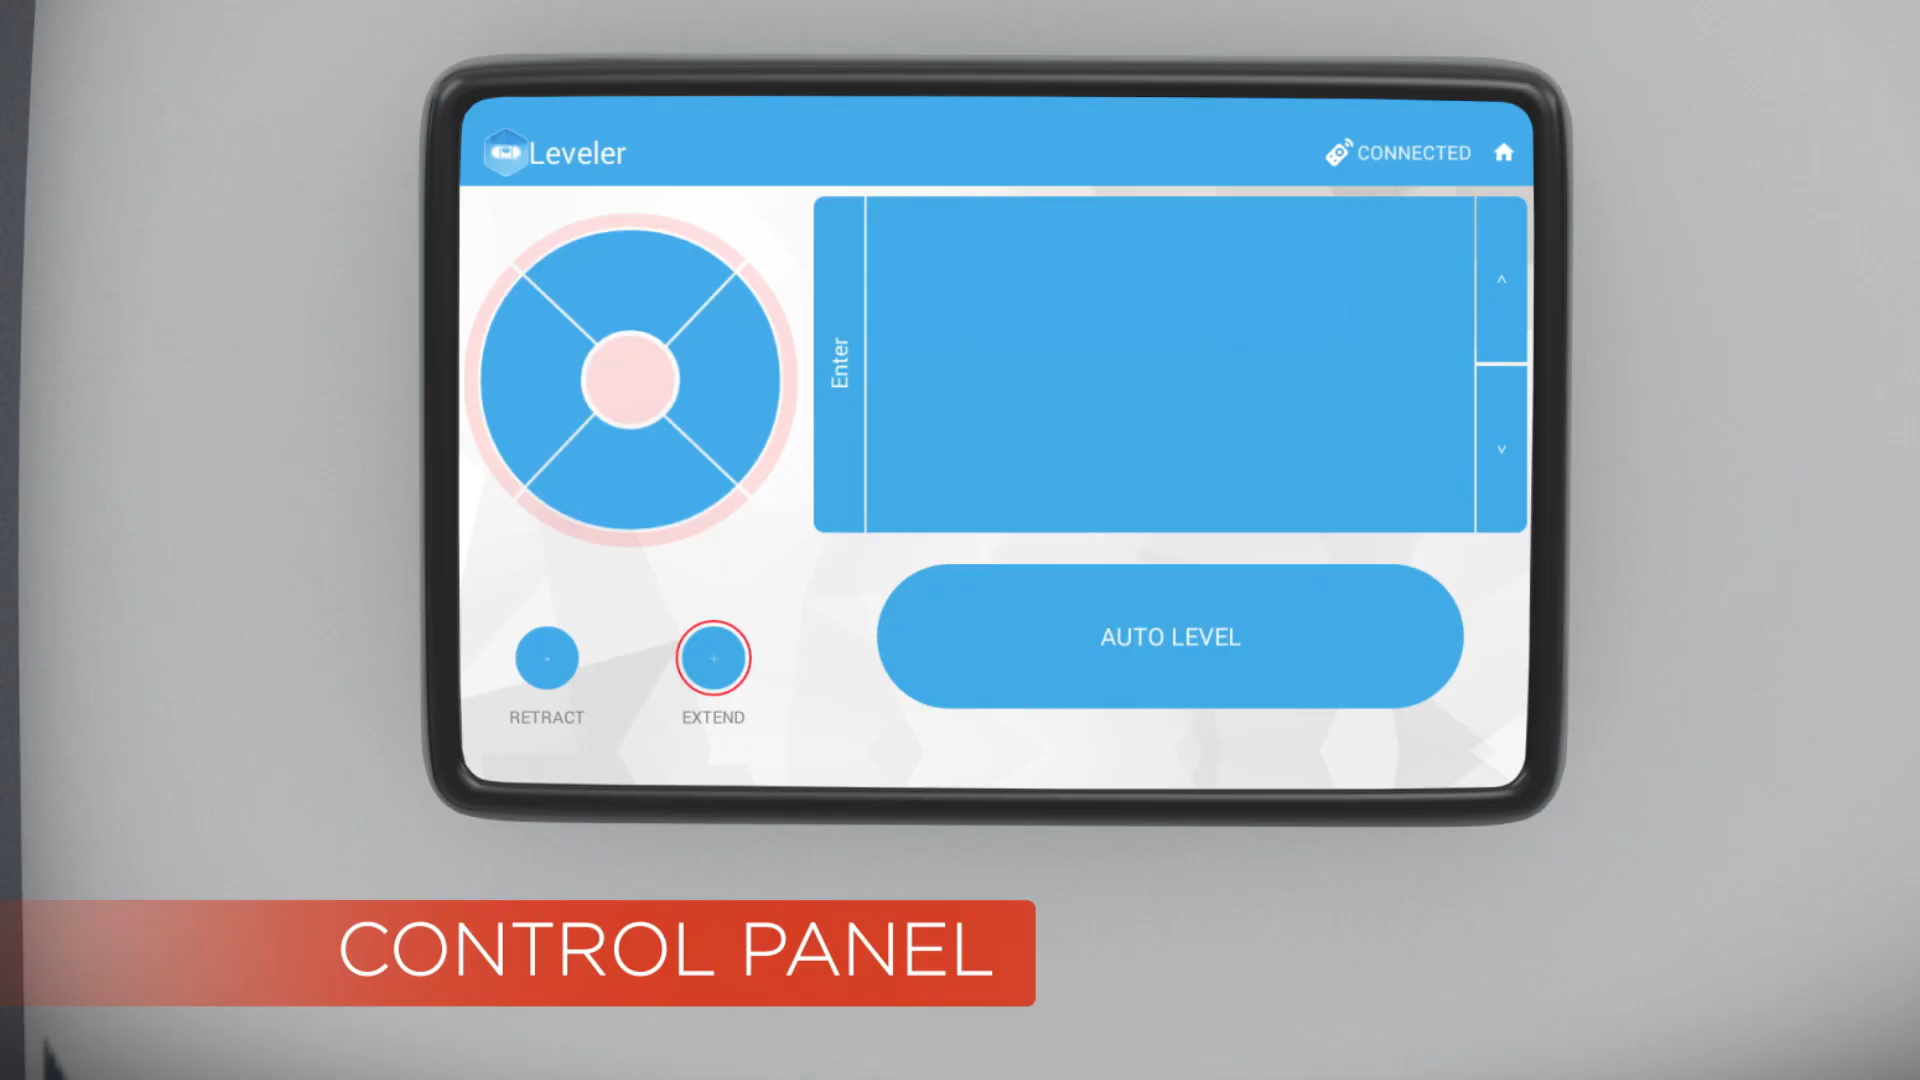 Leveler
CONNECTED
Enter
^
v
-
+
RETRACT
EXTEND
AUTO LEVEL
CONTROL PANEL